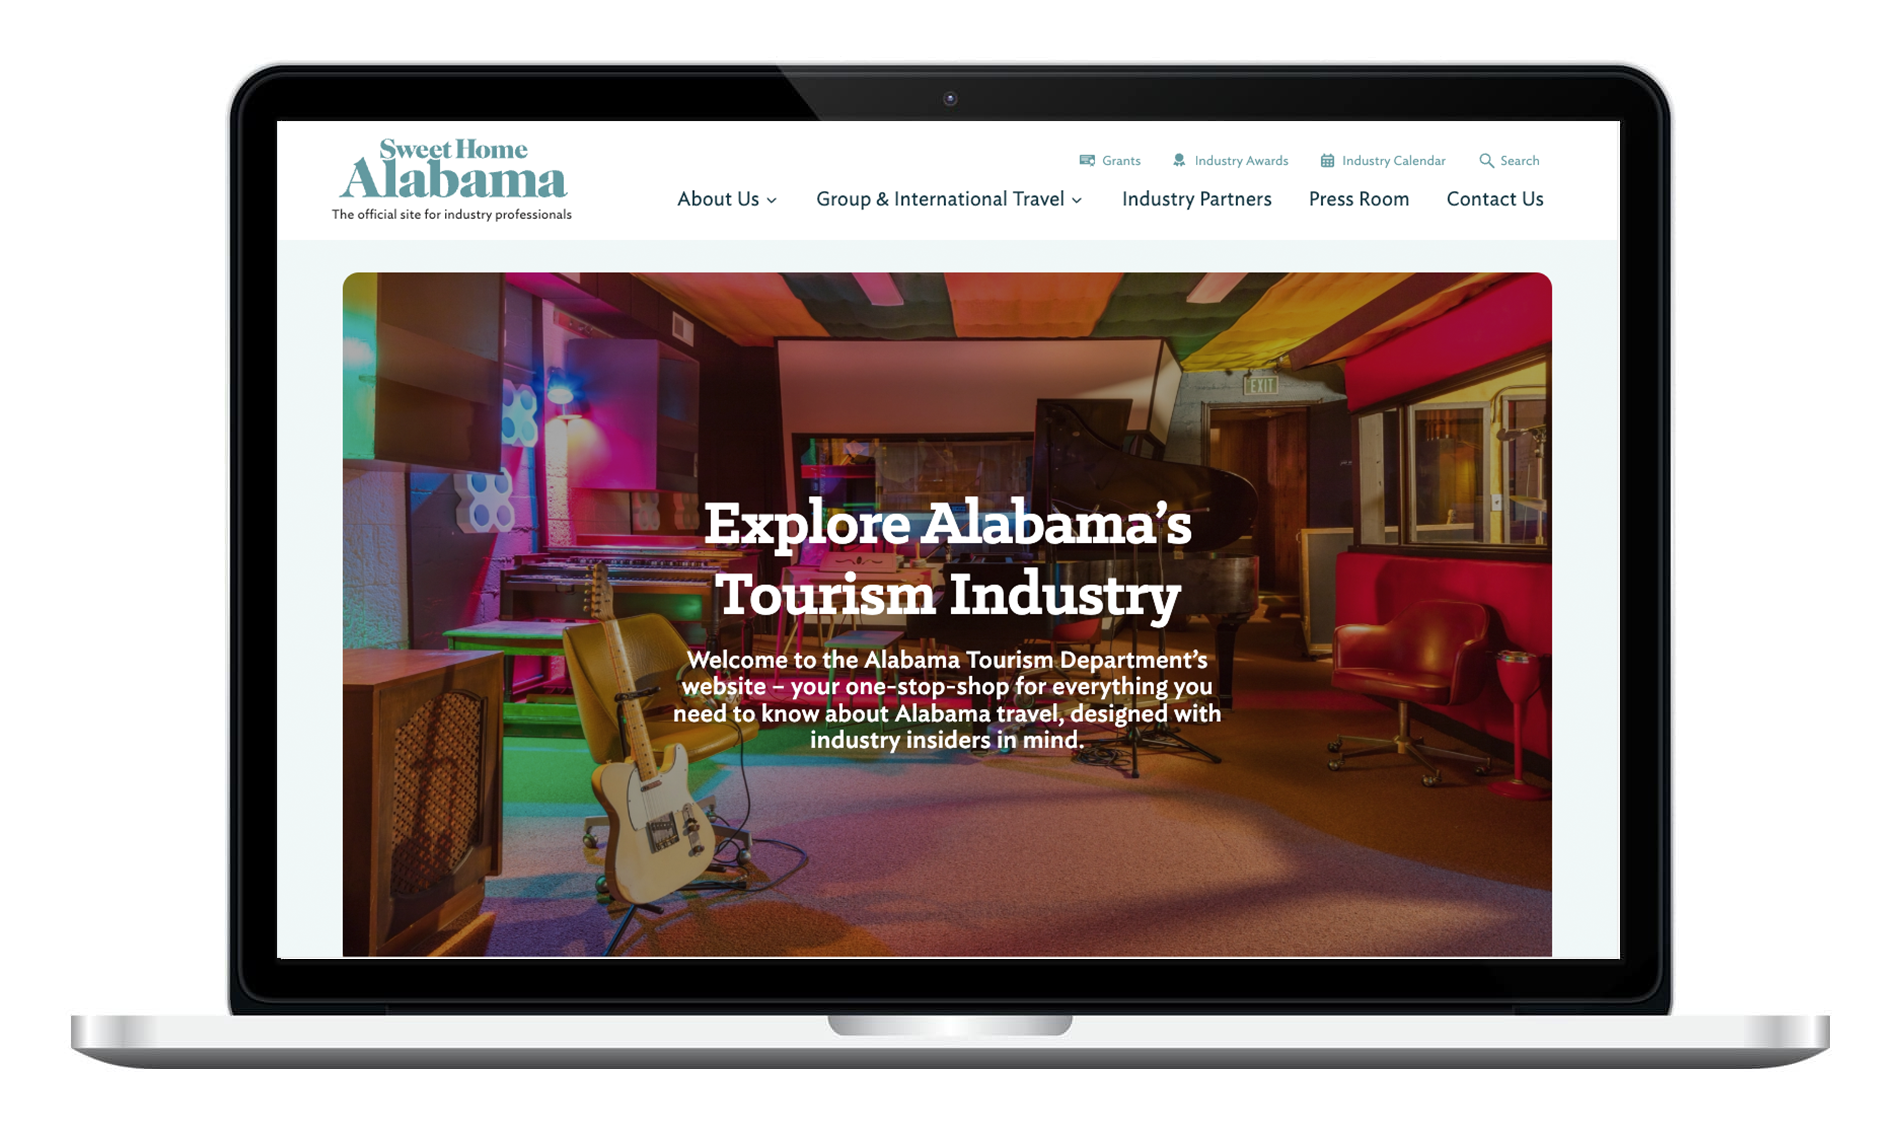 Sweet Home
Alabama
The official site for industry professionals
Grants
Industry Awards
Industry Calendar
Search
About Us
Group & International Travel
Industry Partners
Press Room
Contact Us
EXIT
Explore Alabama’s
Tourism Industry
Welcome to the Alabama Tourism Department’s
website – your one-stop-shop for everything you
need to know about Alabama travel, designed with
industry insiders in mind.